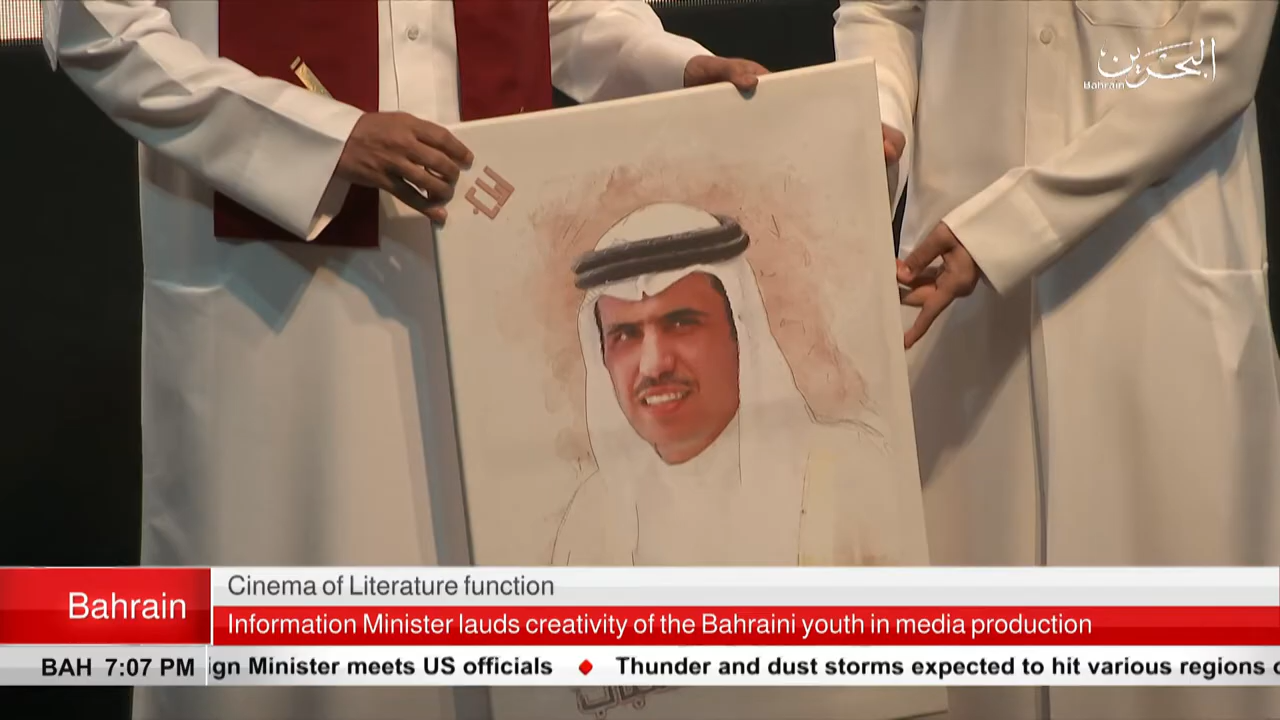 البحرين
Bahrain
Cinema of Literature function
Bahrain
Information Minister lauds creativity of the Bahraini youth in media production
BAH 7:07 PM
ign Minister meets US officials
Thunder and dust storms expected to hit various regions